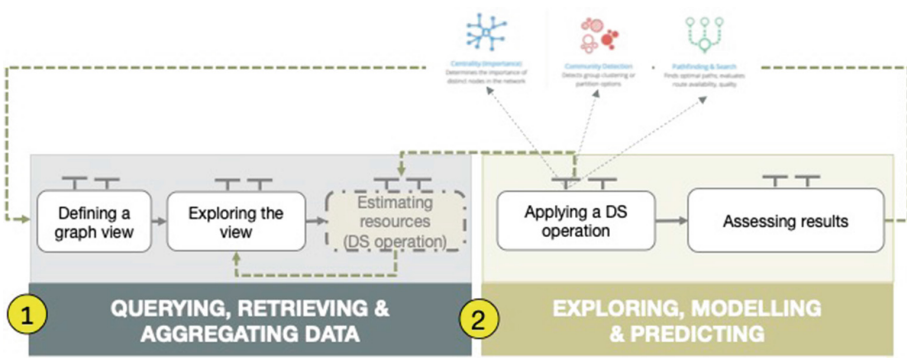 Centrality (Importance)
Determines the importance of
distinct nodes in the network
Community Detection
Detects group clustering or
partition options
Pathfinding & Search
Finds optimal paths, evaluates
route availability, quality
Defining a
graph view
Exploring the
view
Estimating
resources
(DS operation)
Applying a DS
operation
Assessing results
1
QUERYING, RETRIEVING &
AGGREGATING DATA
2
EXPLORING, MODELLING
& PREDICTING